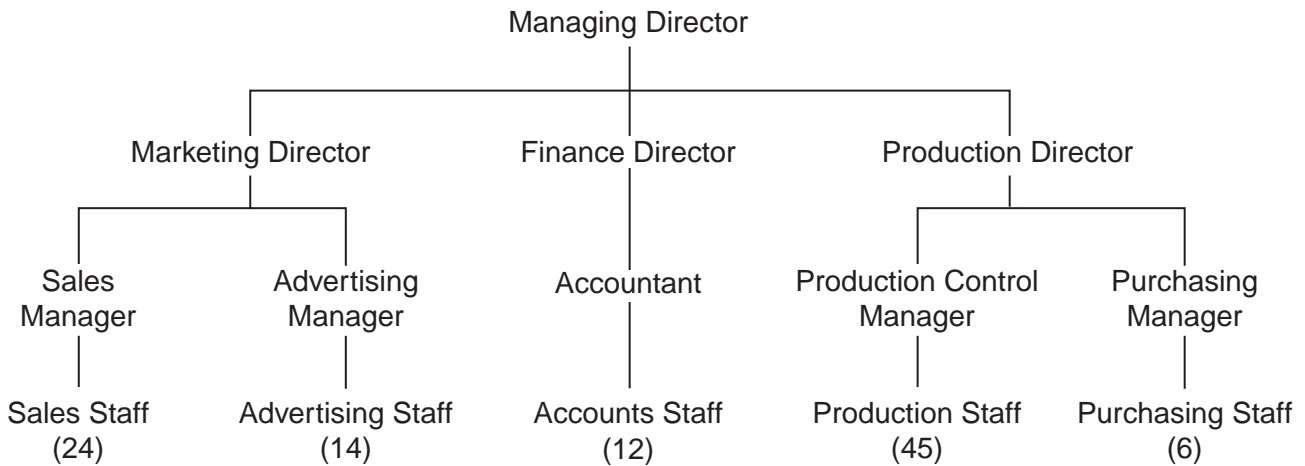 Managing Director
Marketing Director
Finance Director
Production Director
Sales
Manager
Advertising
Manager
Accountant
Production Control
Manager
Purchasing
Manager
Sales Staff
(24)
Advertising Staff
(14)
Accounts Staff
(12)
Production Staff
(45)
Purchasing Staff
(6)